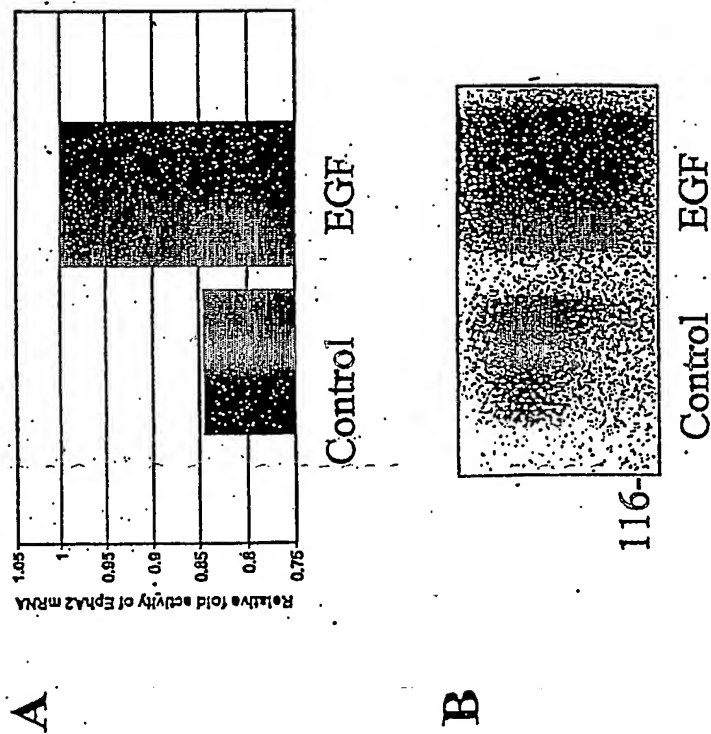 A
Relative fold activity of EphA2 mRNA
1.05
1
0.95
0.9
0.85
0.8
0.75
Control
EGF
B
116-
Control
EGF